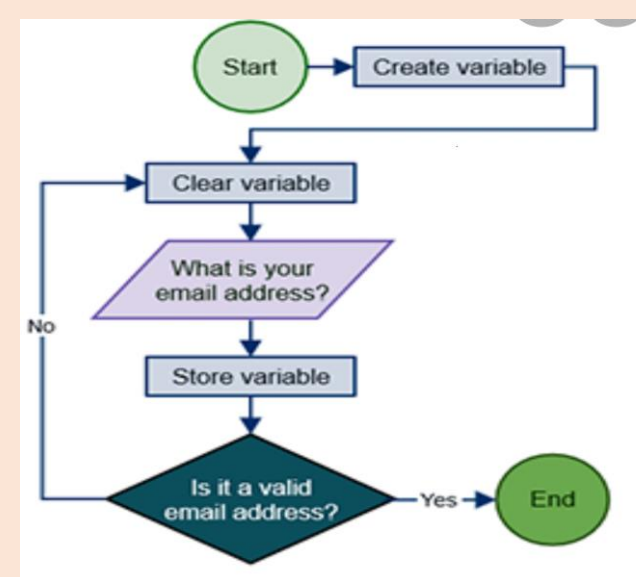 Start
Create variable
Clear variable
What is your
email address?
No
Store variable
Is it a valid
email address?
Yes
End